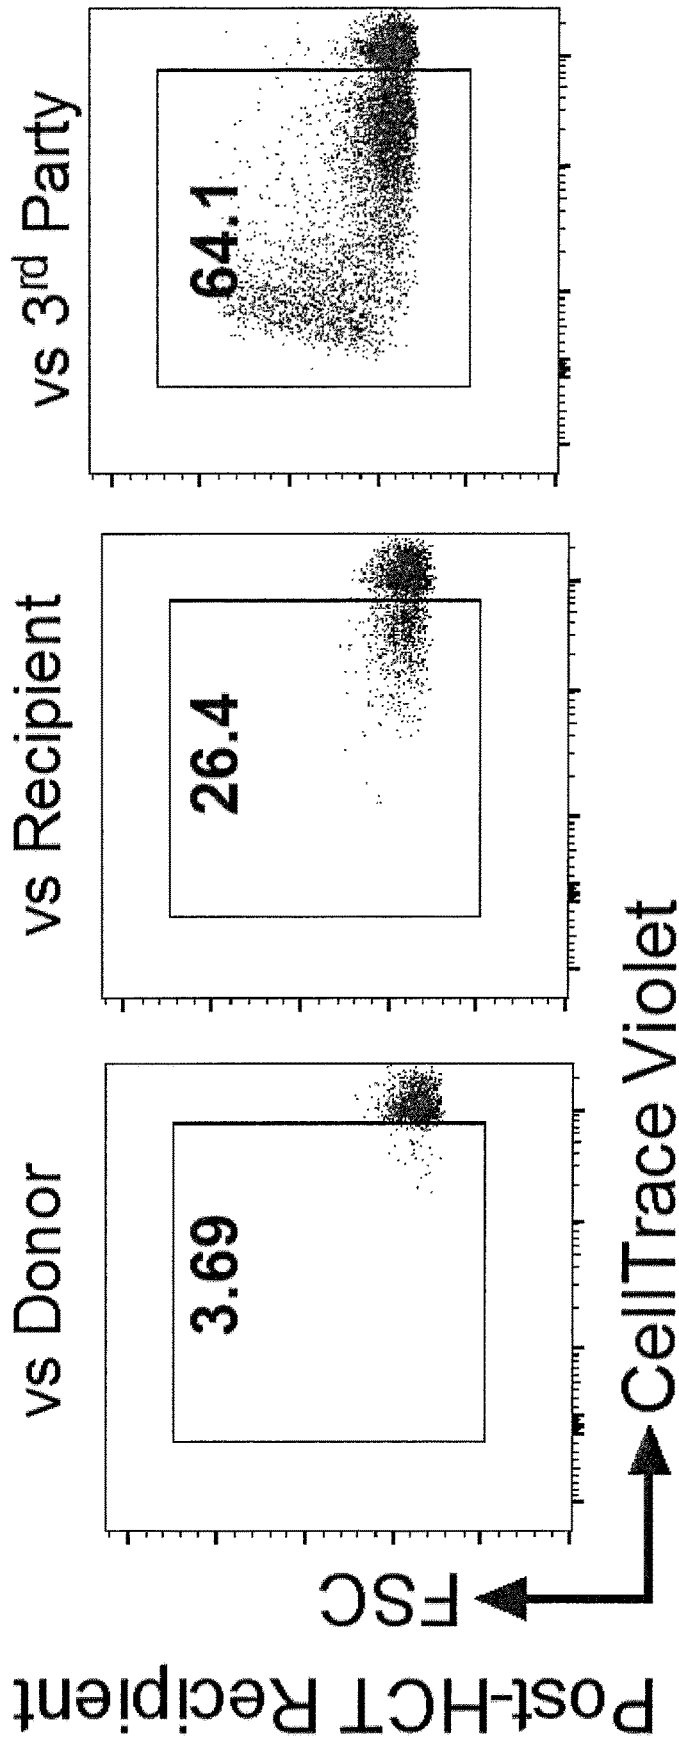 Post-HCT Recipient
FSC
vs Donor
3.69
vs Recipient
26.4
vs 3rd Party
64.1
CellTrace Violet